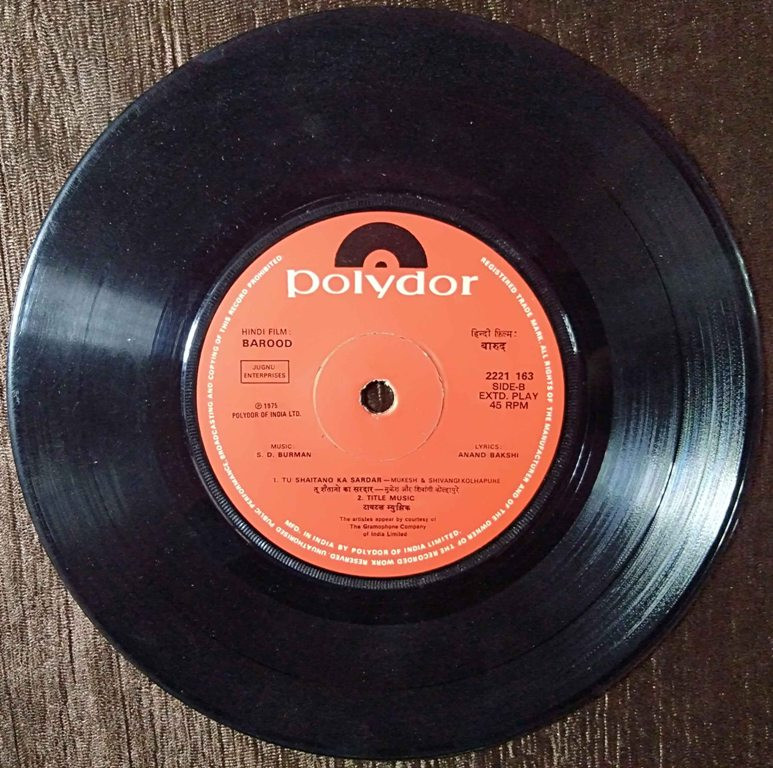 polydor
HINDI FILM:
BAROOD
हिन्दी फ़िल्म:
बारुद
JUGNU
ENTERPRISES
2221 163
SIDE-B
EXTD. PLAY
45 RPM
℗ 1975
POLYDOR OF INDIA LTD.
MUSIC:
S. D. BURMAN
LYRICS:
ANAND BAKSHI
1. TU SHAITANO KA SARDAR — MUKESH & SHIVANGI KOLHAPURE
तू शैतानो का सरदार — मुकेश और शिवांगी कोल्हापुरे
2. TITLE MUSIC
टायटल म्युझिक
The artistes appear by courtesy of
The Gramophone Company
of India Limited
REGISTERED TRADE MARK. ALL RIGHTS OF THE MANUFACTURER AND OF THE OWNER OF THE RECORDED WORK RESERVED. UNAUTHORISED PUBLIC PERFORMANCE, BROADCASTING AND COPYING OF THIS RECORD PROHIBITED
MFD. IN INDIA BY POLYDOR OF INDIA LIMITED.